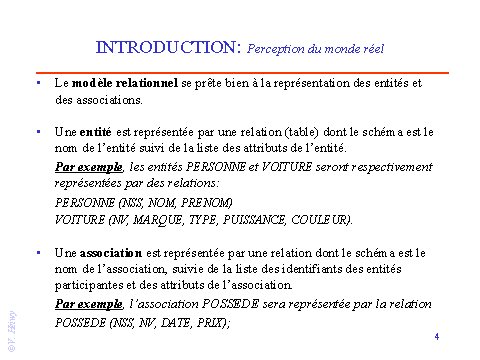 INTRODUCTION: Perception du monde réel
• Le modèle relationnel se prête bien à la représentation des entités et
des associations.
• Une entité est représentée par une relation (table) dont le schéma est le
nom de l'entité suivi de la liste des attributs de l'entité.
Par exemple, les entités PERSONNE et VOITURE seront respectivement
représentées par des relations:
PERSONNE (NSS, NOM, PRENOM)
VOITURE (NV, MARQUE, TYPE, PUISSANCE, COULEUR).
• Une association est représentée par une relation dont le schéma est le
nom de l'association, suivie de la liste des identifiants des entités
participantes et des attributs de l'association.
Par exemple, l'association POSSEDE sera représentée par la relation
POSSEDE (NSS, NV, DATE, PRIX);
4